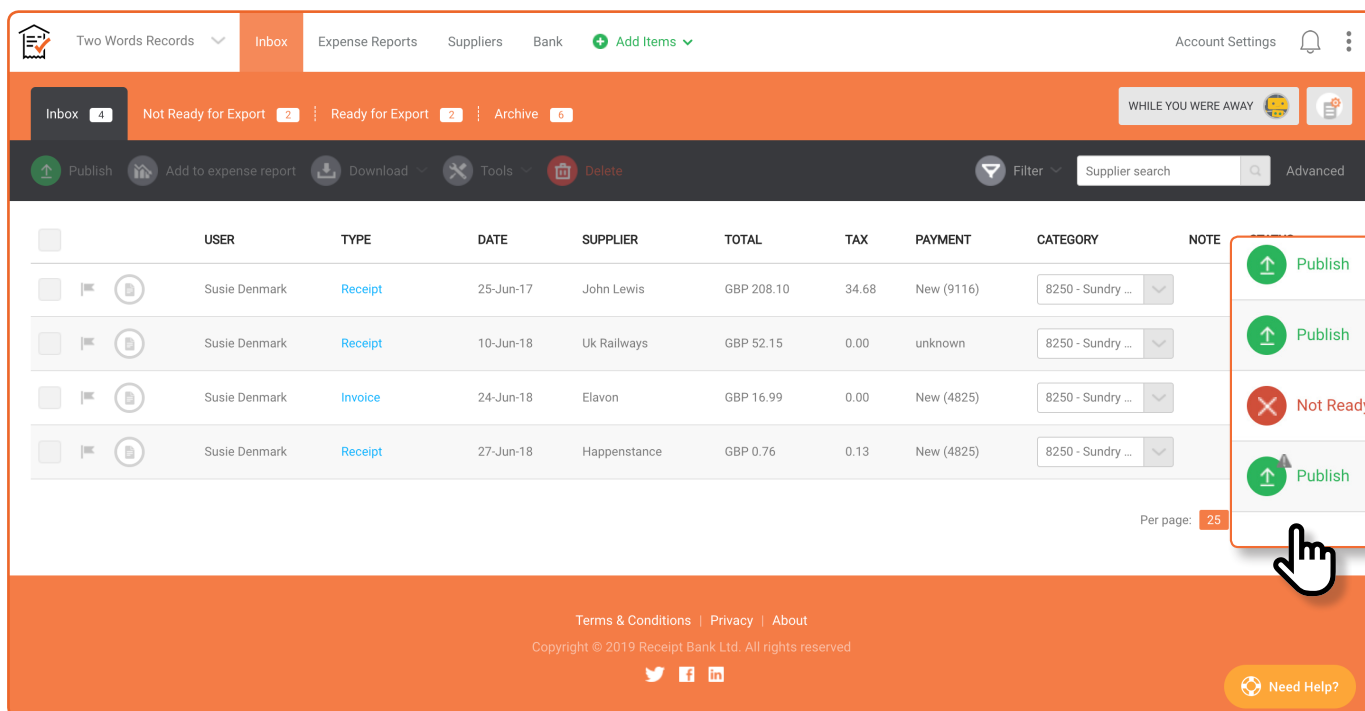 Two Words Records Inbox Expense Reports Suppliers Bank Add Items Account Settings
Inbox 4 Not Ready for Export 2 Ready for Export 2 Archive 6 WHILE YOU WERE AWAY
Publish Add to expense report Download Tools Delete Filter Supplier search Advanced
USER TYPE DATE SUPPLIER TOTAL TAX PAYMENT CATEGORY NOTE
Publish
Susie Denmark Receipt 25-Jun-17 John Lewis GBP 208.10 34.68 New (9116) 8250 - Sundry ...
Publish
Susie Denmark Receipt 10-Jun-18 Uk Railways GBP 52.15 0.00 unknown 8250 - Sundry ...
Susie Denmark Invoice 24-Jun-18 Elavon GBP 16.99 0.00 New (4825) 8250 - Sundry ...
Not Ready
Susie Denmark Receipt 27-Jun-18 Happenstance GBP 0.76 0.13 New (4825) 8250 - Sundry ...
Publish
Per page: 25
Terms & Conditions | Privacy | About
Copyright © 2019 Receipt Bank Ltd. All rights reserved
Need Help?